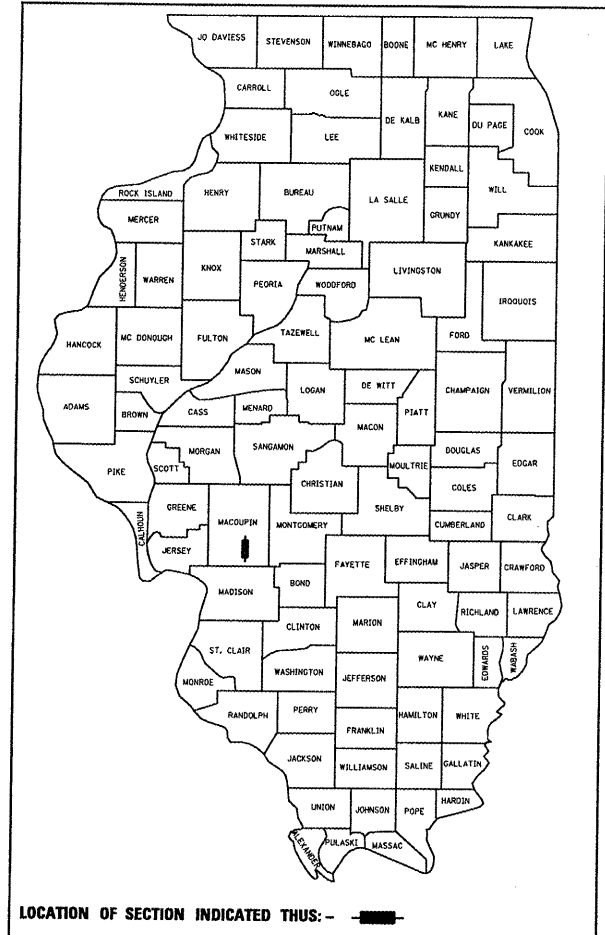 JO DAVIESS STEVENSON WINNEBAGO BOONE MC HENRY LAKE
CARROLL OGLE DE KALB KANE DU PAGE COOK
WHITESIDE LEE KENDALL WILL
ROCK ISLAND HENRY BUREAU LA SALLE GRUNDY
MERCER PUTNAM KANKAKEE
HENDERSON WARREN KNOX STARK MARSHALL LIVINGSTON
PEORIA WOODFORD IROQUOIS
HANCOCK MC DONOUGH FULTON TAZEWELL MC LEAN FORD
SCHUYLER MASON LOGAN DE WITT CHAMPAIGN VERMILION
ADAMS BROWN CASS MENARD MACON PIATT
PIKE SCOTT MORGAN SANGAMON CHRISTIAN MOULTRIE DOUGLAS EDGAR
COLES
CALHOUN GREENE MACOUPIN MONTGOMERY SHELBY CUMBERLAND CLARK
JERSEY FAYETTE EFFINGHAM JASPER CRAWFORD
MADISON BOND CLAY RICHLAND LAWRENCE
CLINTON MARION
ST. CLAIR WAYNE EDWARDS WABASH
MONROE WASHINGTON JEFFERSON
RANDOLPH PERRY HAMILTON WHITE
FRANKLIN
JACKSON WILLIAMSON SALINE GALLATIN
UNION JOHNSON POPE HARDIN
ALEXANDER PULASKI MASSAC
LOCATION OF SECTION INDICATED THUS: -